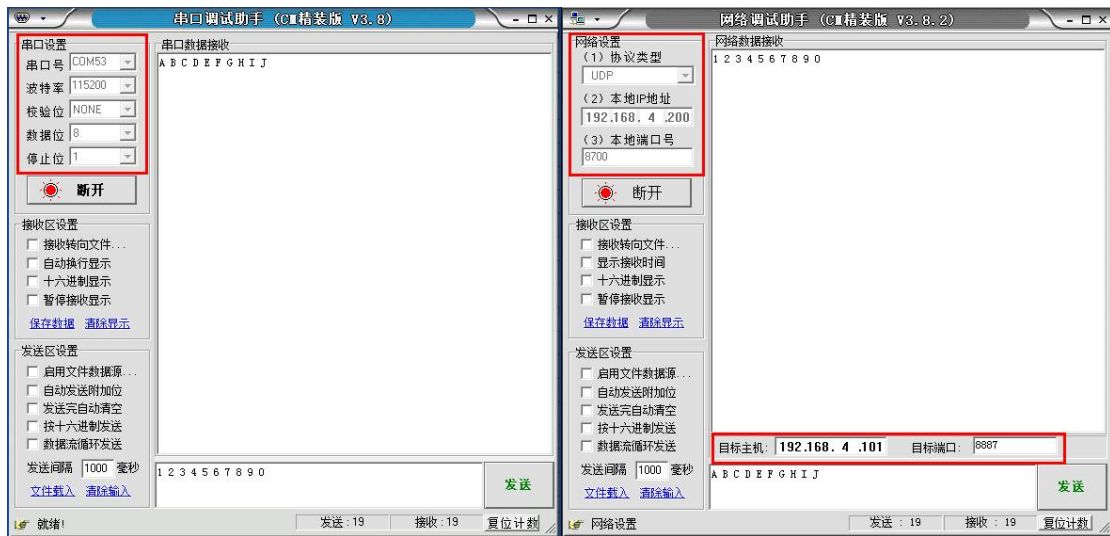 串口调试助手 (CM精装版 V3.8)
串口设置
串口号 COM53
波特率 115200
校验位 NONE
数据位 8
停止位 1
断开
接收区设置
接收转向文件...
自动换行显示
十六进制显示
暂停接收显示
保存数据 清除显示
发送区设置
启用文件数据源...
自动发送附加位
发送完自动清空
按十六进制发送
数据流循环发送
发送间隔 1000 毫秒
文件载入 清除输入
串口数据接收
A B C D E F G H I J
1 2 3 4 5 6 7 8 9 0
发送
就绪!
发送:19 接收:19 复位计数
网络调试助手 (CM精装版 V3.8.2)
网络设置
(1) 协议类型
UDP
(2) 本地IP地址
192.168. 4 .200
(3) 本地端口号
8700
断开
接收区设置
接收转向文件...
显示接收时间
十六进制显示
暂停接收显示
保存数据 清除显示
发送区设置
启用文件数据源...
自动发送附加位
发送完自动清空
按十六进制发送
数据流循环发送
发送间隔 1000 毫秒
文件载入 清除输入
网络数据接收
1 2 3 4 5 6 7 8 9 0
目标主机: 192.168. 4 .101 目标端口: 8887
A B C D E F G H I J
发送
网络设置
发送 : 19 接收 : 19 复位计数